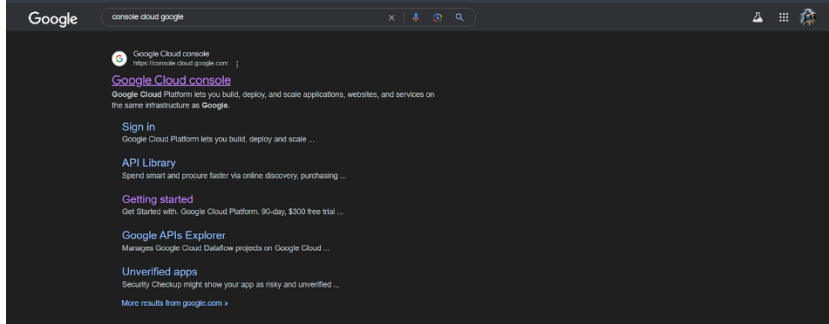 Google
console cloud google
Google Cloud console
https://console.cloud.google.com
Google Cloud console
Google Cloud Platform lets you build, deploy, and scale applications, websites, and services on
the same infrastructure as Google.
Sign in
Google Cloud Platform lets you build, deploy and scale ...
API Library
Spend smart and procure faster via online discovery, purchasing ...
Getting started
Get Started with. Google Cloud Platform. 90-day, $300 free trial ...
Google APIs Explorer
Manages Google Cloud Dataflow projects on Google Cloud ...
Unverified apps
Security Checkup might show your app as risky and unverified ...
More results from google.com »